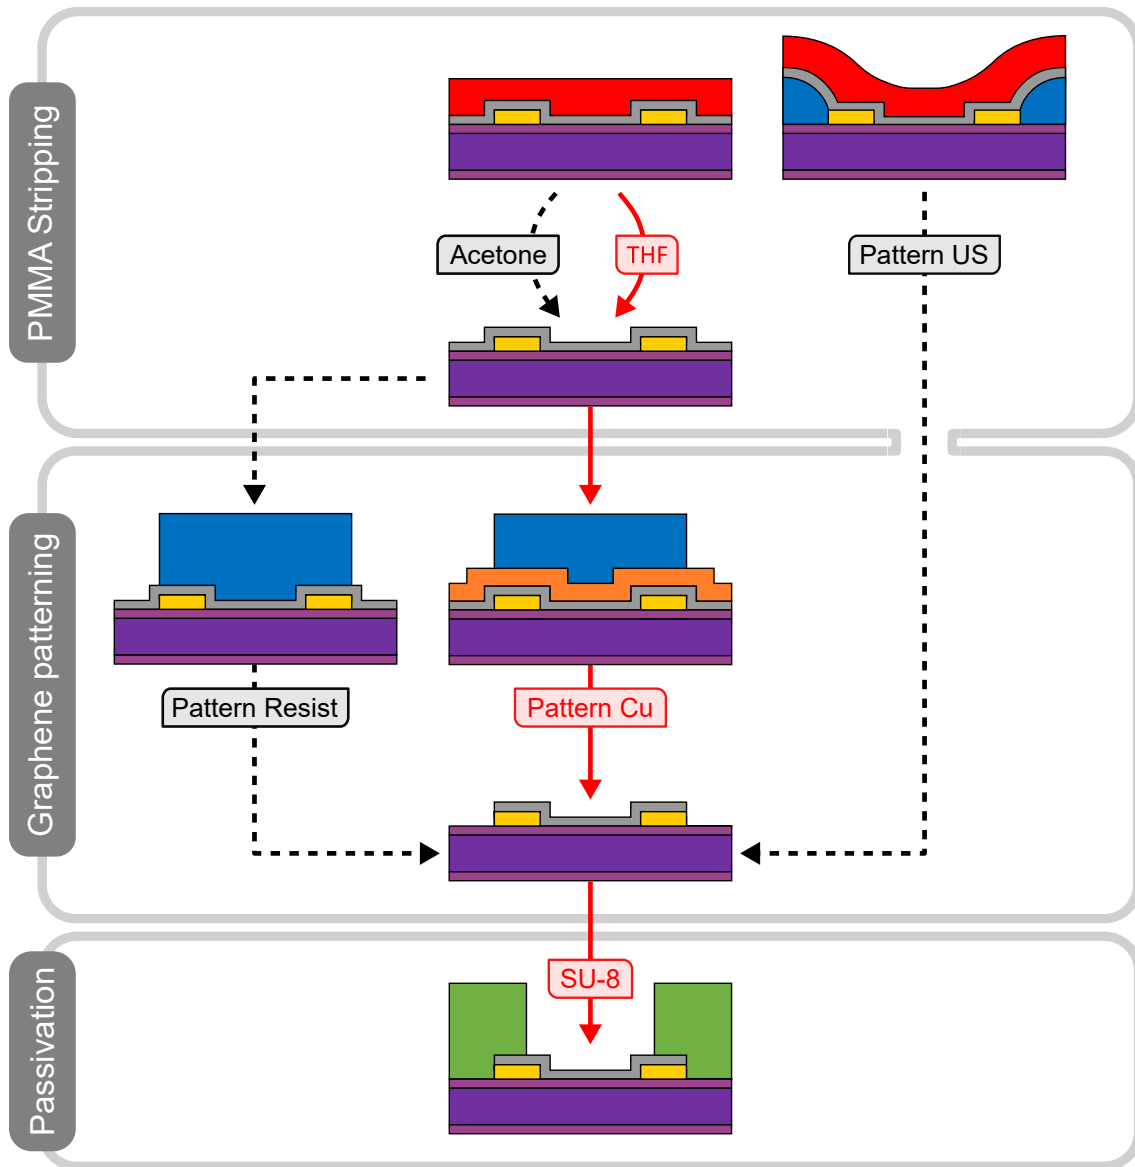 PMMA Stripping
Acetone
THF
Pattern US
Graphene patterning
Pattern Resist
Pattern Cu
Passivation
SU-8